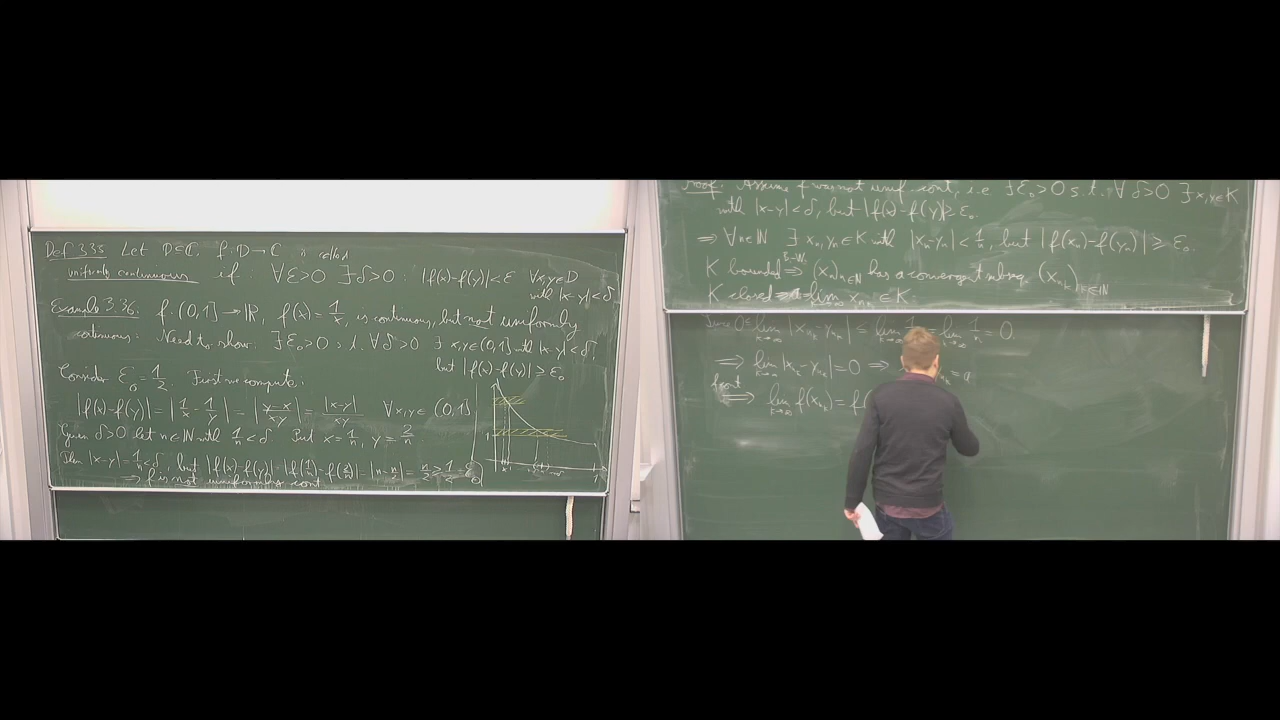 Def 3.35 Let D⊆ℂ. f: D→ℂ is called
uniformly continuous if ∀ε>0 ∃δ>0: |f(x)-f(y)|<ε ∀x,y∈D
with |x-y|<δ.
Example 3.36: f: (0,1]→ℝ, f(x)=1/x, is continuous, but not uniformly
continuous: Need to show: ∃ε₀>0 s.t. ∀δ>0 ∃x,y∈(0,1] with |x-y|<δ,
but |f(x)-f(y)|≥ε₀
Consider ε₀=1/2. First we compute:
|f(x)-f(y)|=|1/x-1/y|=|y-x/xy|=|x-y|/xy ∀x,y∈(0,1]
Given δ>0 let n∈ℕ with 1/n<δ. Put x=1/n, y=2/n.
Then |x-y|=1/n<δ, but |f(x)-f(y)|=|f(1/n)-f(2/n)|=|n-n/2|=n/2≥1/2=ε₀
⇒ f is not uniformly cont.
Proof: Assume f was not unif. cont., i.e. ∃ε₀>0 s.t. ∀δ>0 ∃x,y∈K
with |x-y|<δ, but |f(x)-f(y)|≥ε₀.
⇒ ∀n∈ℕ ∃xₙ,yₙ∈K with |xₙ-yₙ|<1/n, but |f(xₙ)-f(yₙ)|≥ε₀.
K bounded ⇒ (B.-W.) (xₙ)n∈ℕ has a convergent subseq. (xₙₖ)k∈ℕ
K closed ⇒ a = lim xₙₖ ∈K.
Since 0≤lim k→∞ |xₙₖ-yₙₖ| ≤ lim k→∞ 1/ = lim 1/n = 0.
⇒ lim k→∞ |xₙₖ-yₙₖ|=0 ⇒ yₙₖ=a
f cont
⇒ lim k→∞ f(xₙₖ)=f(